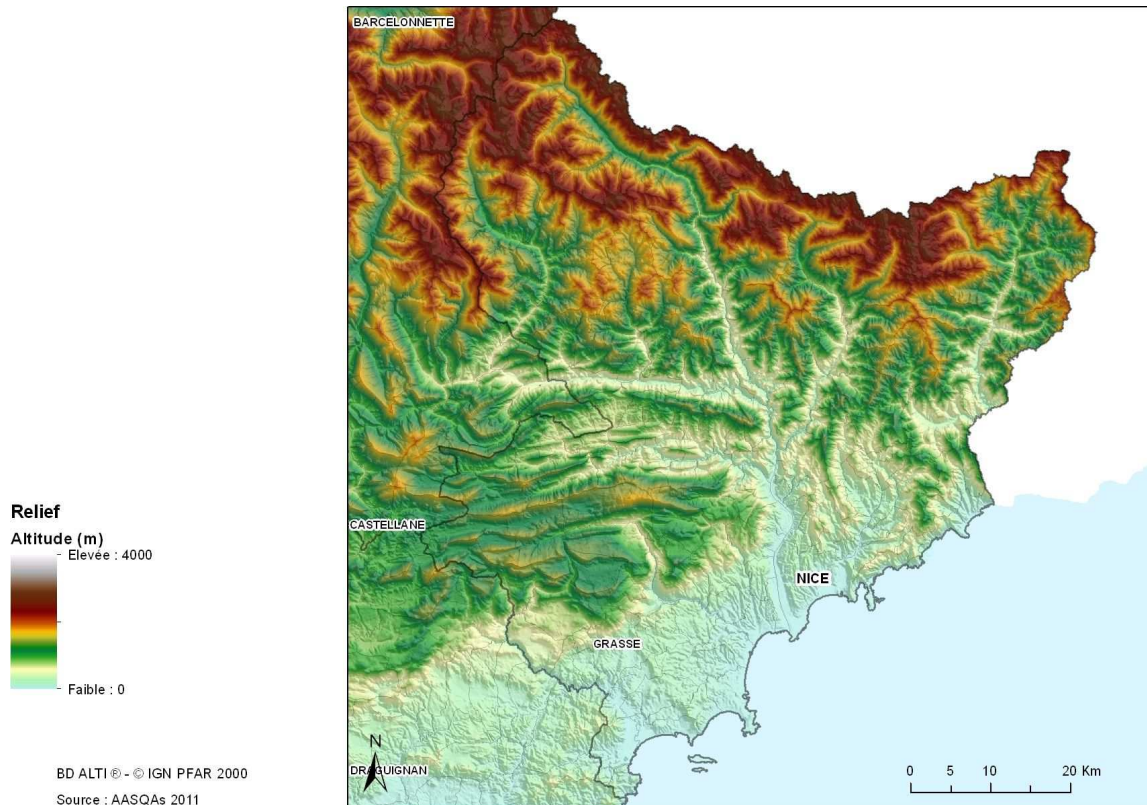 BARCELONNETTE
CASTELLANE
NICE
GRASSE
DRAGUIGNAN
N
0 5 10 20 Km
Relief
Altitude (m)
Elevée : 4000
Faible : 0
BD ALTI ® - © IGN PFAR 2000
Source : AASQAs 2011